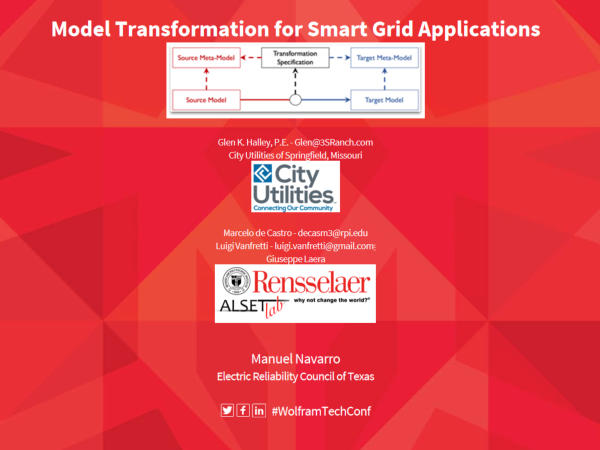 Model Transformation for Smart Grid Applications
Source Meta-Model
Transformation
Specification
Target Meta-Model
Source Model
Target Model
Glen K. Halley, P.E. - Glen@3SRanch.com
City Utilities of Springfield, Missouri
City
Utilities
Connecting Our Community
Marcelo de Castro - decasm3@rpi.edu
Luigi Vanfretti - luigi.vanfretti@gmail.com;
Giuseppe Laera
Rensselaer
why not change the world?®
ALSET lab
Manuel Navarro
Electric Reliability Council of Texas
#WolframTechConf